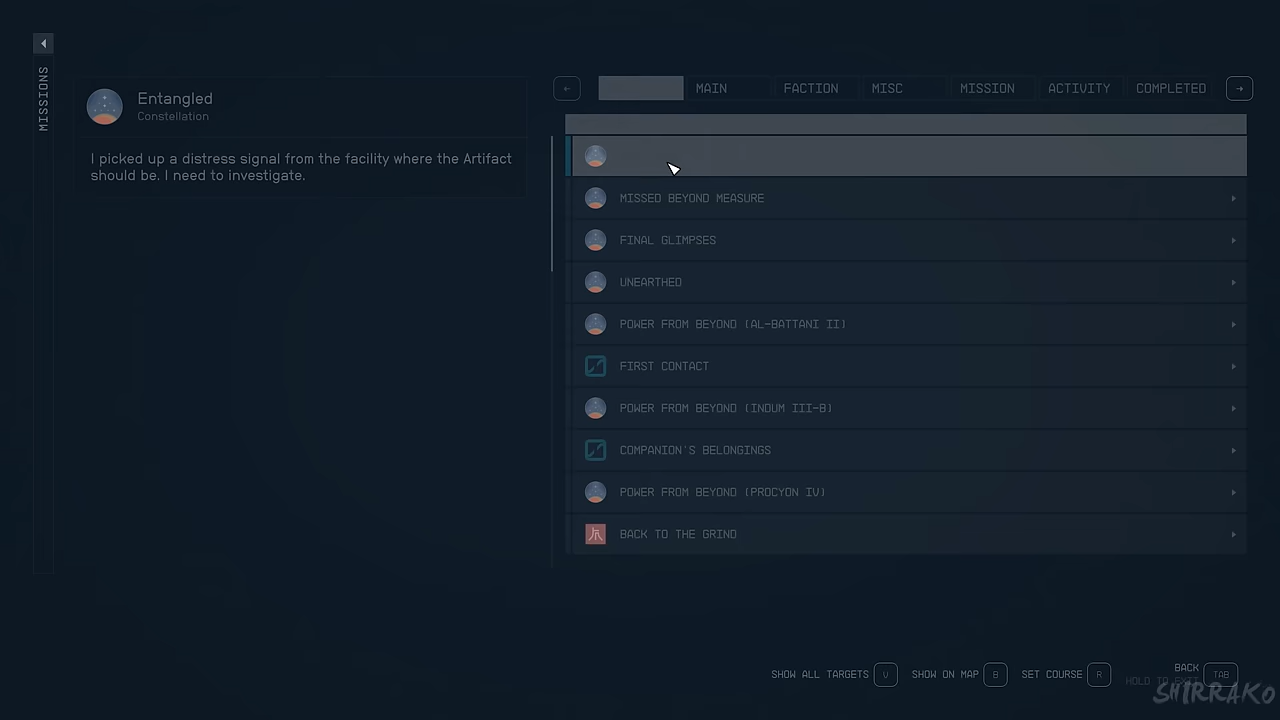 MISSIONS
Entangled
Constellation
I picked up a distress signal from the facility where the Artifact
should be. I need to investigate.
MAIN
FACTION
MISC
MISSION
ACTIVITY
COMPLETED
MISSED BEYOND MEASURE
FINAL GLIMPSES
UNEARTHED
POWER FROM BEYOND (AL-BATTANI II)
FIRST CONTACT
POWER FROM BEYOND (INDUM III-B)
COMPANION'S BELONGINGS
POWER FROM BEYOND (PROCYON IV)
BACK TO THE GRIND
SHOW ALL TARGETS V
SHOW ON MAP B
SET COURSE R
BACK TAB
HOLD TO EXIT
SHIRRAKO